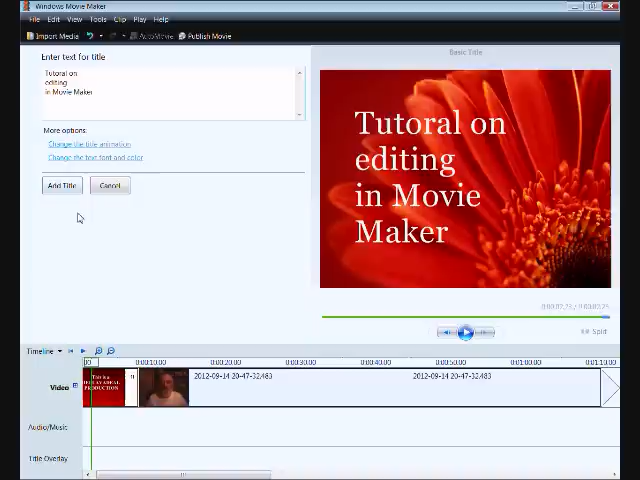 Windows Movie Maker
File Edit View Tools Clip Play Help
Import Media AutoMovie Publish Movie
Enter text for title
Basic Title
Tutoral on
editing
in Movie Maker
More options:
Change the title animation
Change the text font and color
Add Title Cancel
Tutoral on
editing
in Movie
Maker
Split
Timeline
00 0:00:10.00 0:00:20.00 0:00:30.00 0:00:40.00 0:00:50.00 0:01:00.00 0:01:10.00
Video
This is a
PRODUCTION
2012-09-14 20-47-32.483 2012-09-14 20-47-32.483
Audio/Music
Title Overlay